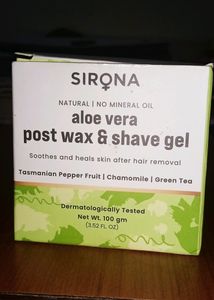 SIRONA
NATURAL | NO MINERAL OIL
aloe vera
post wax & shave gel
Soothes and heals skin after hair removal
Tasmanian Pepper Fruit | Chamomile | Green Tea
Dermatologically Tested
Net Wt. 100 gm
(3.52 FL OZ)